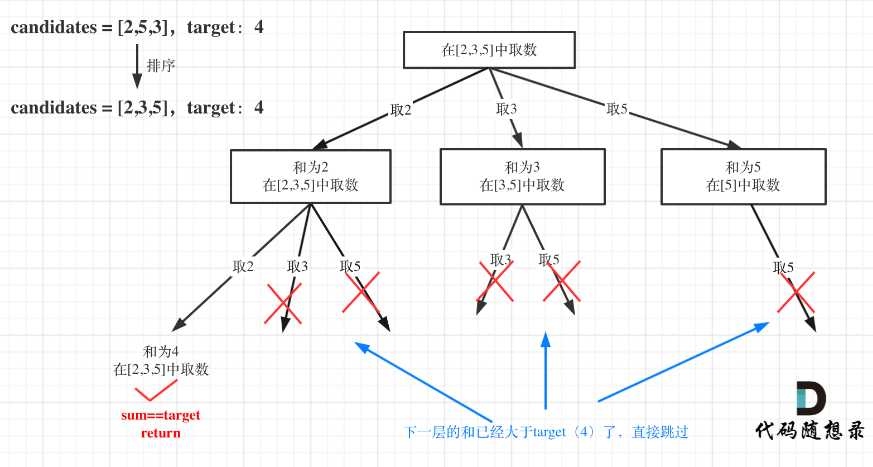 candidates = [2,5,3]，target：4
排序
candidates = [2,3,5]，target：4
在[2,3,5]中取数
取2
取3
取5
和为2
在[2,3,5]中取数
和为3
在[3,5]中取数
和为5
在[5]中取数
取2
取3
取5
取3
取5
取5
和为4
在[2,3,5]中取数
sum==target
return
下一层的和已经大于target（4）了，直接跳过
代码随想录